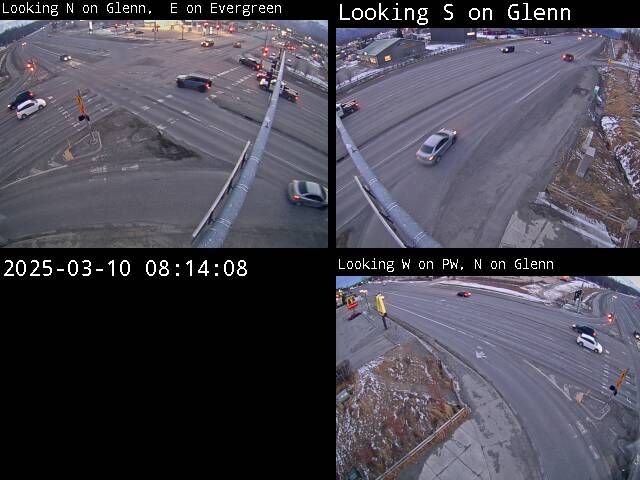 Looking N on Glenn,  E on Evergreen
Looking S on Glenn
2025-03-10 08:14:08
Looking W on PW, N on Glenn